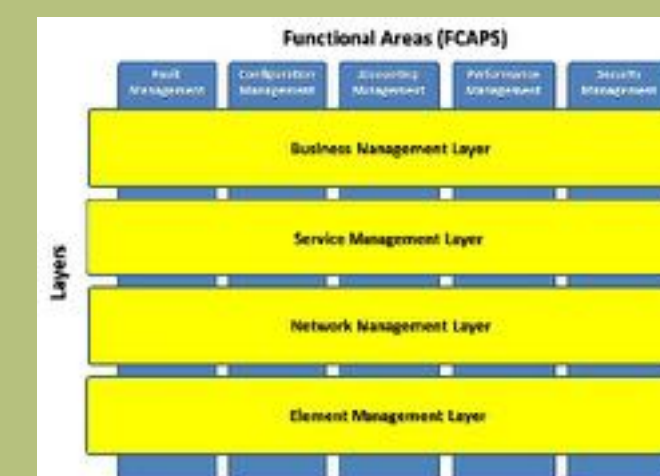 Functional Areas (FCAPS)
Fault Configuration Accounting Performance Security
Management Management Management Management Management
Business Management Layer
Service Management Layer
Layers
Network Management Layer
Element Management Layer